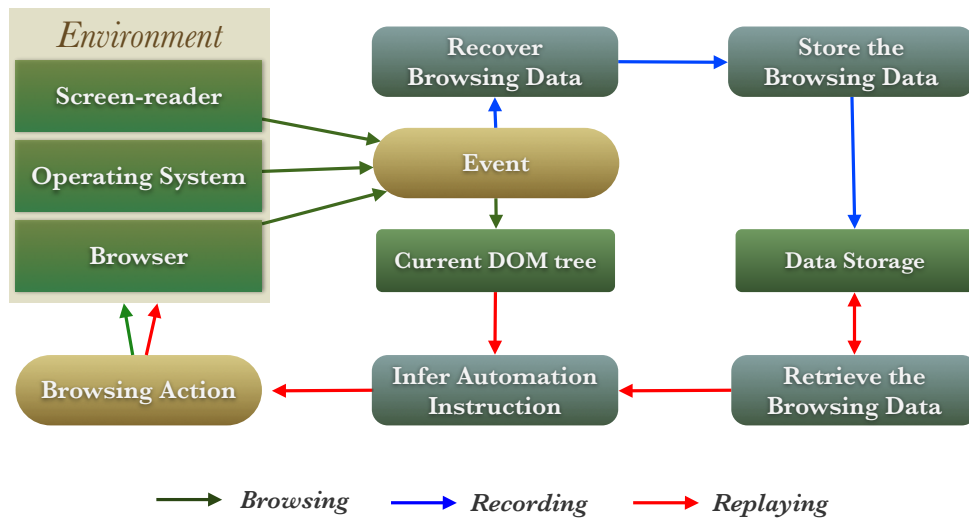 Environment
Screen-reader
Operating System
Browser
Browsing Action
Recover
Browsing Data
Event
Current DOM tree
Infer Automation
Instruction
Store the
Browsing Data
Data Storage
Retrieve the
Browsing Data
Browsing
Recording
Replaying